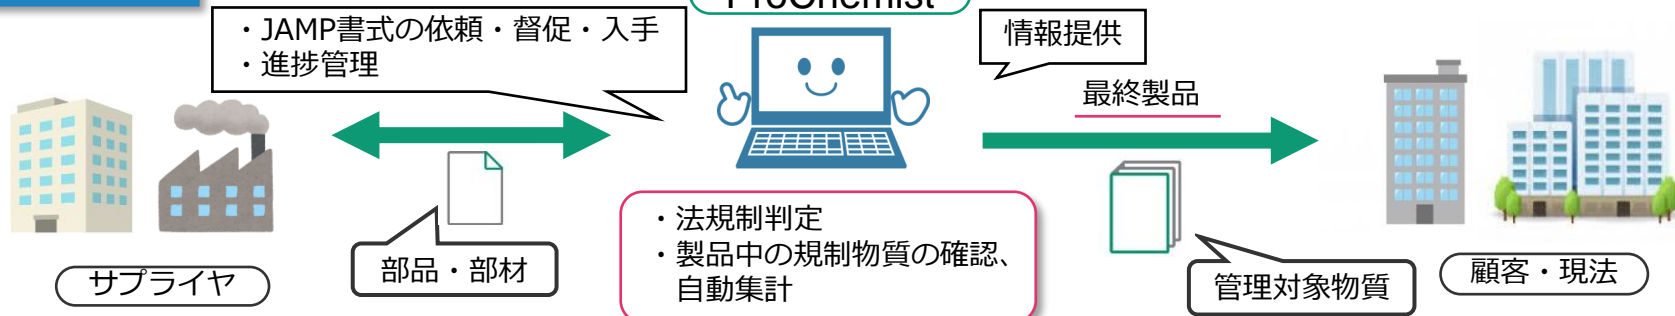 ProChemist
・JAMP書式の依頼・督促・入手
・進捗管理
情報提供
最終製品
部品・部材
・法規制判定
・製品中の規制物質の確認、
自動集計
管理対象物質
サプライヤ
顧客・現法